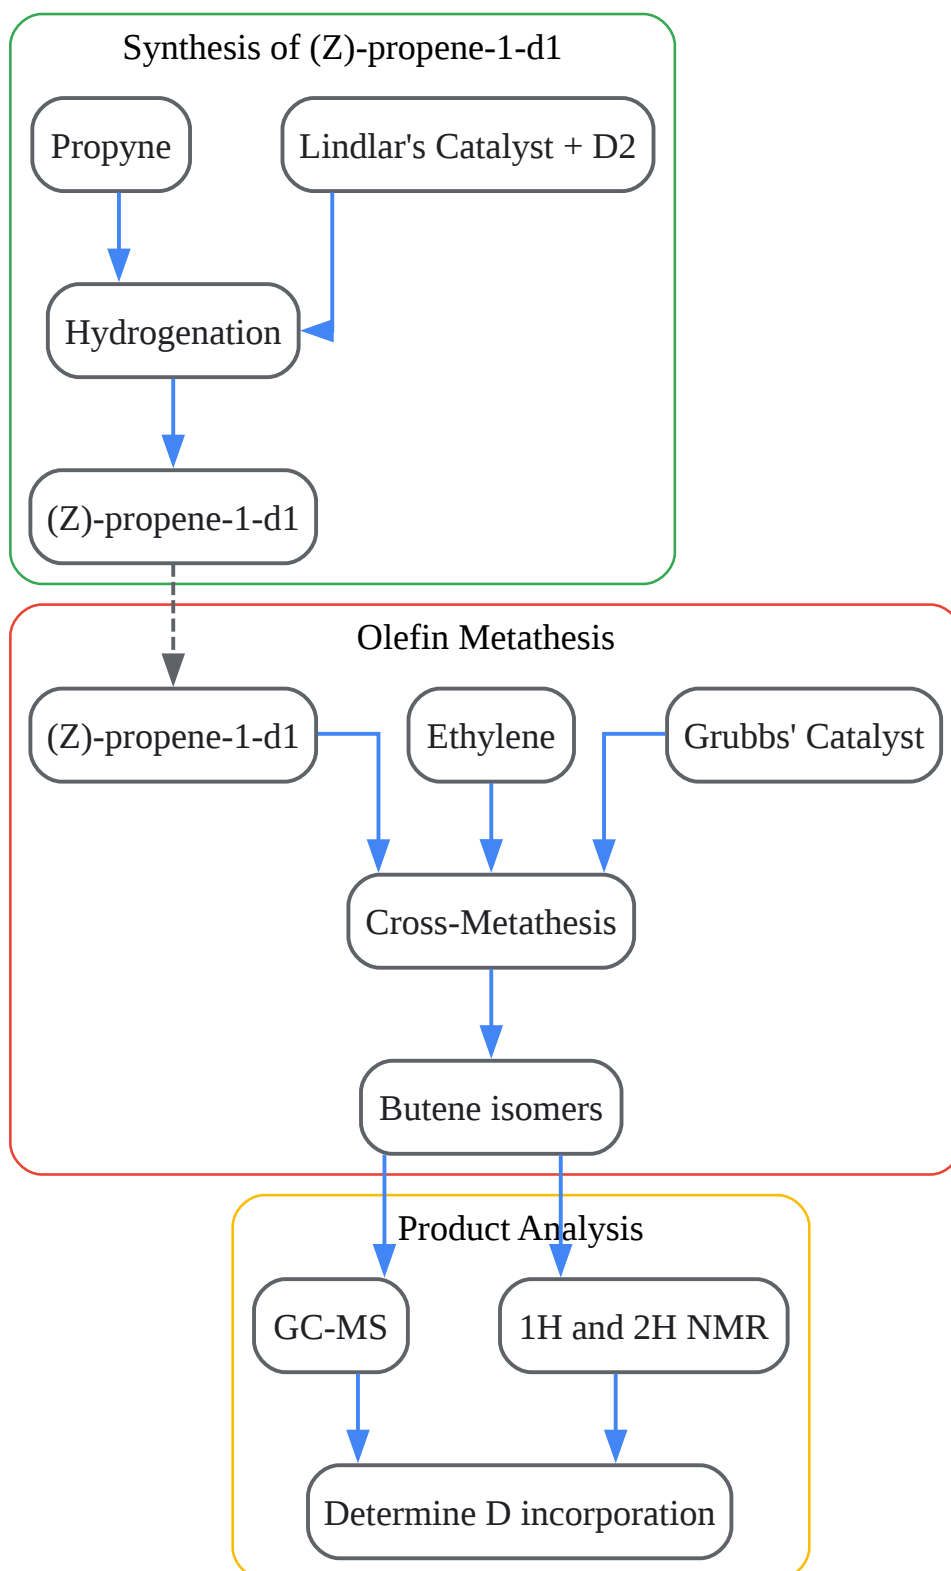 Synthesis of (Z)-propene-1-d1
Propyne
Lindlar's Catalyst + D2
Hydrogenation
(Z)-propene-1-d1
Olefin Metathesis
(Z)-propene-1-d1
Ethylene
Grubbs' Catalyst
Cross-Metathesis
Butene isomers
Product Analysis
GC-MS
1H and 2H NMR
Determine D incorporation